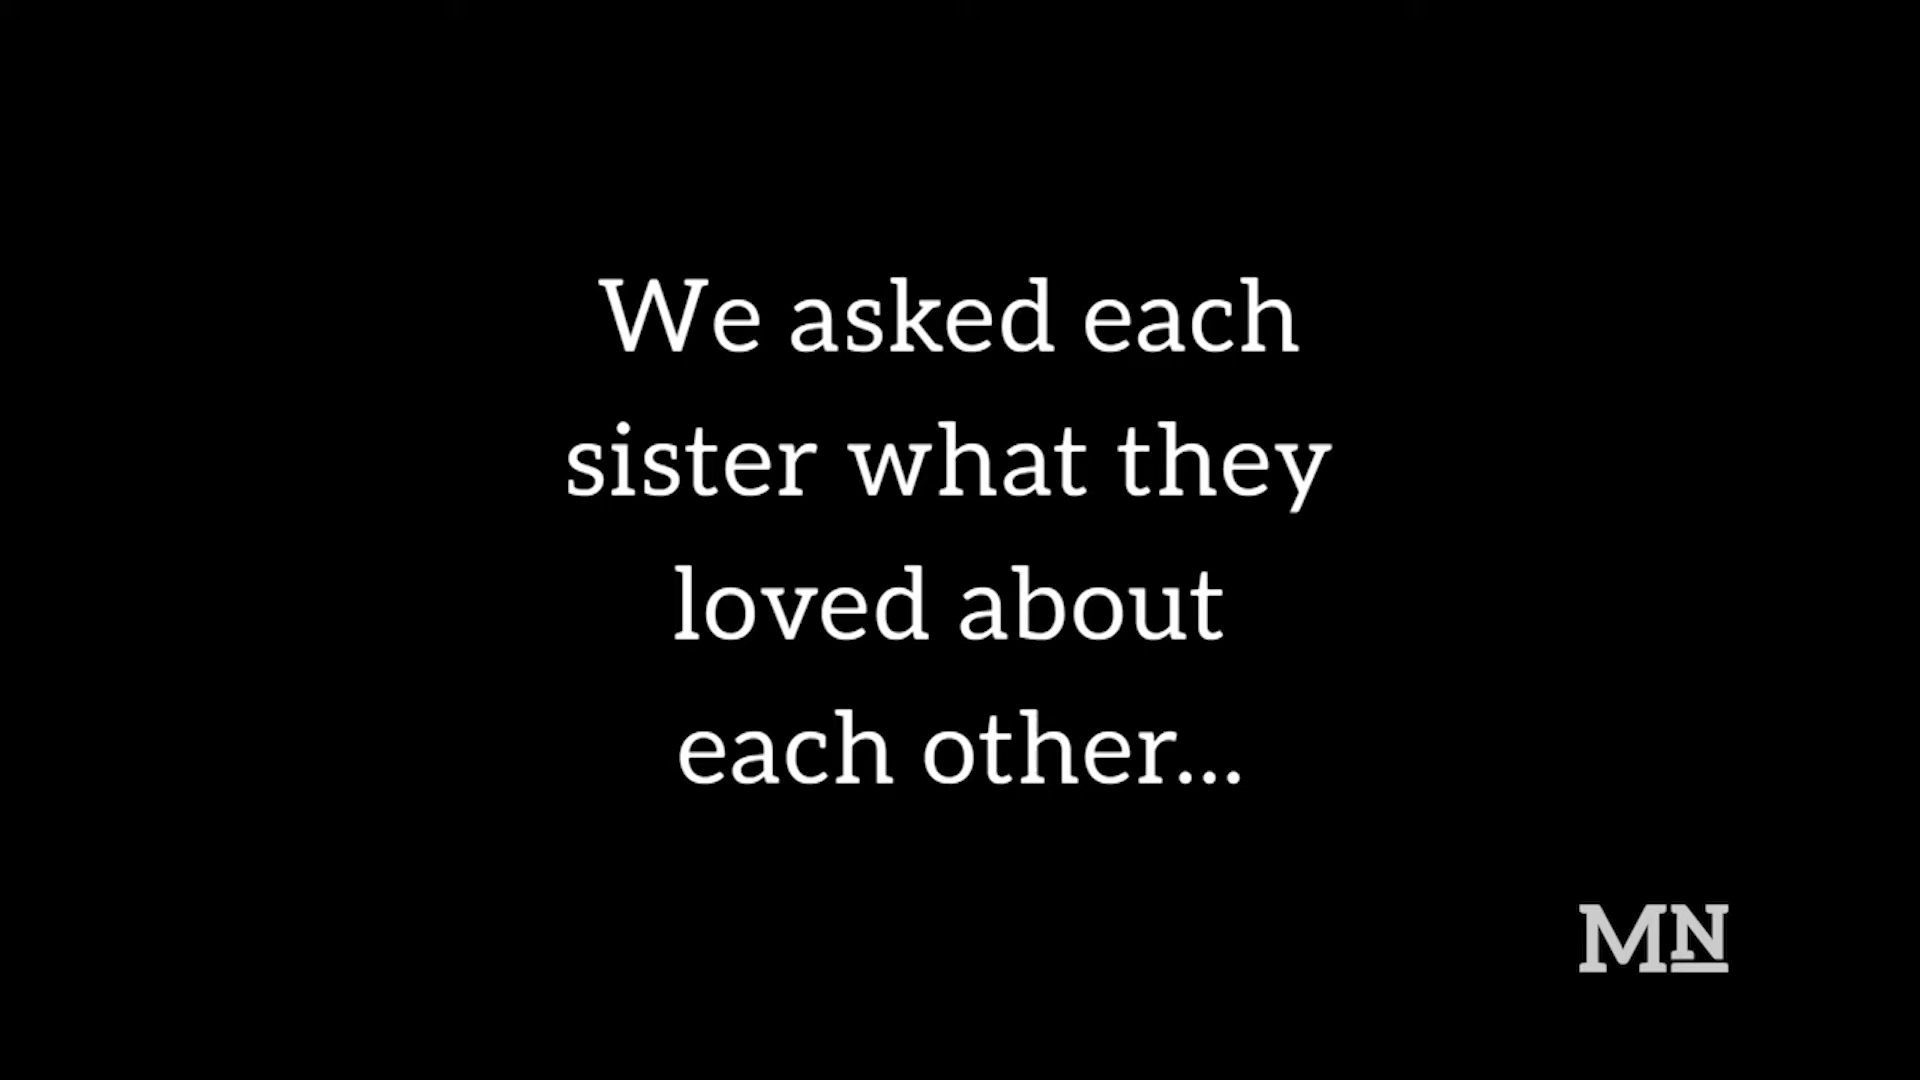 We asked each
sister what they
loved about
each other...
MN